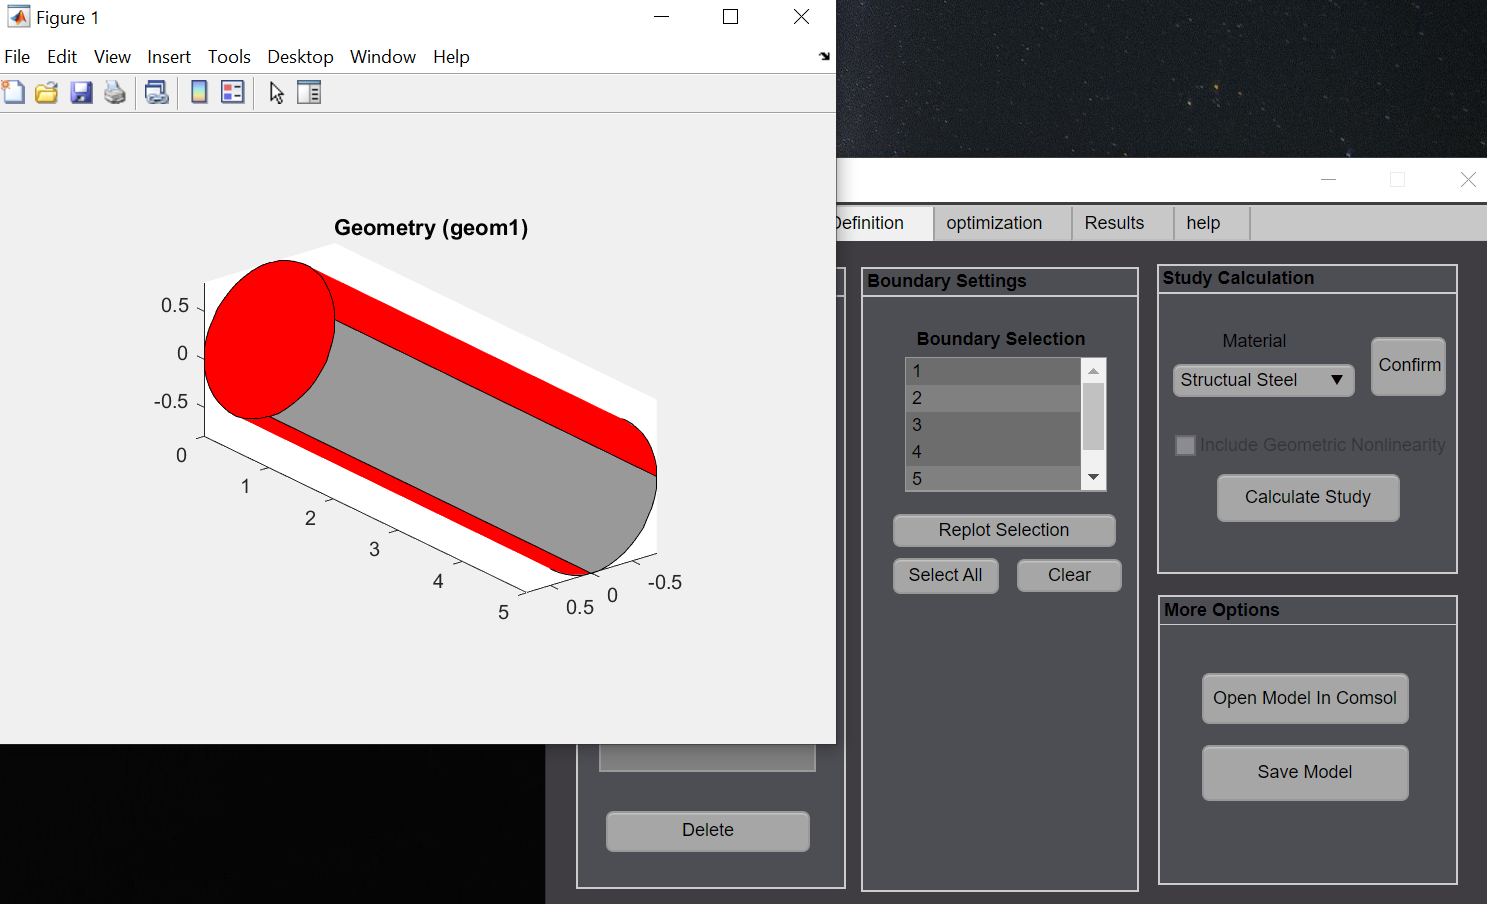 Figure 1
File Edit View Insert Tools Desktop Window Help
Geometry (geom1)
0.5
0
-0.5
0
1
2
3
4
5
0.5
0
-0.5
Definition optimization Results help
Boundary Settings
Boundary Selection
1
2
3
4
5
Replot Selection
Select All Clear
Study Calculation
Material
Structual Steel
Confirm
Include Geometric Nonlinearity
Calculate Study
More Options
Open Model In Comsol
Save Model
Delete